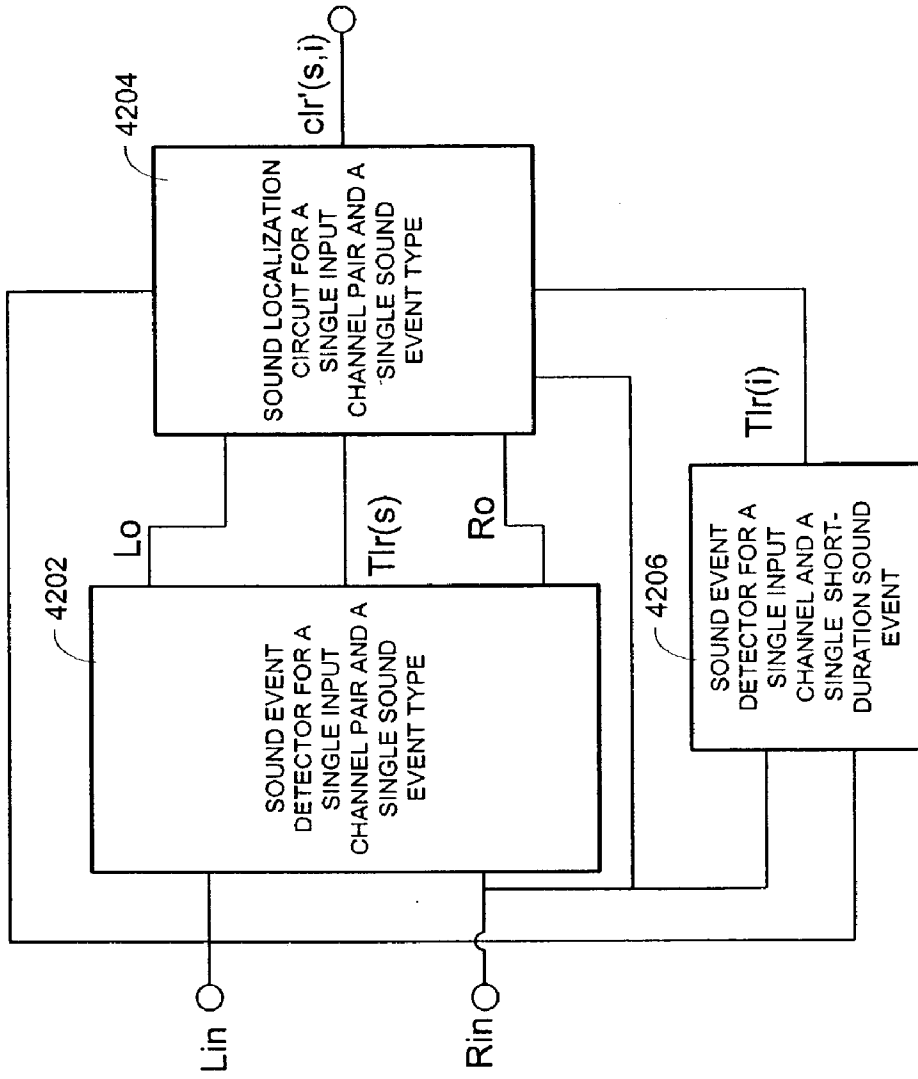 Lin
Rin
4202
SOUND EVENT
DETECTOR FOR A
SINGLE INPUT
CHANNEL PAIR AND A
SINGLE SOUND
EVENT TYPE
Lo
Tlr(s)
Ro
4204
SOUND LOCALIZATION
CIRCUIT FOR A
SINGLE INPUT
CHANNEL PAIR AND A
SINGLE SOUND
EVENT TYPE
clr'(s,i)
4206
SOUND EVENT
DETECTOR FOR A
SINGLE INPUT
CHANNEL AND A
SINGLE SHORT-
DURATION SOUND
EVENT
Tlr(i)